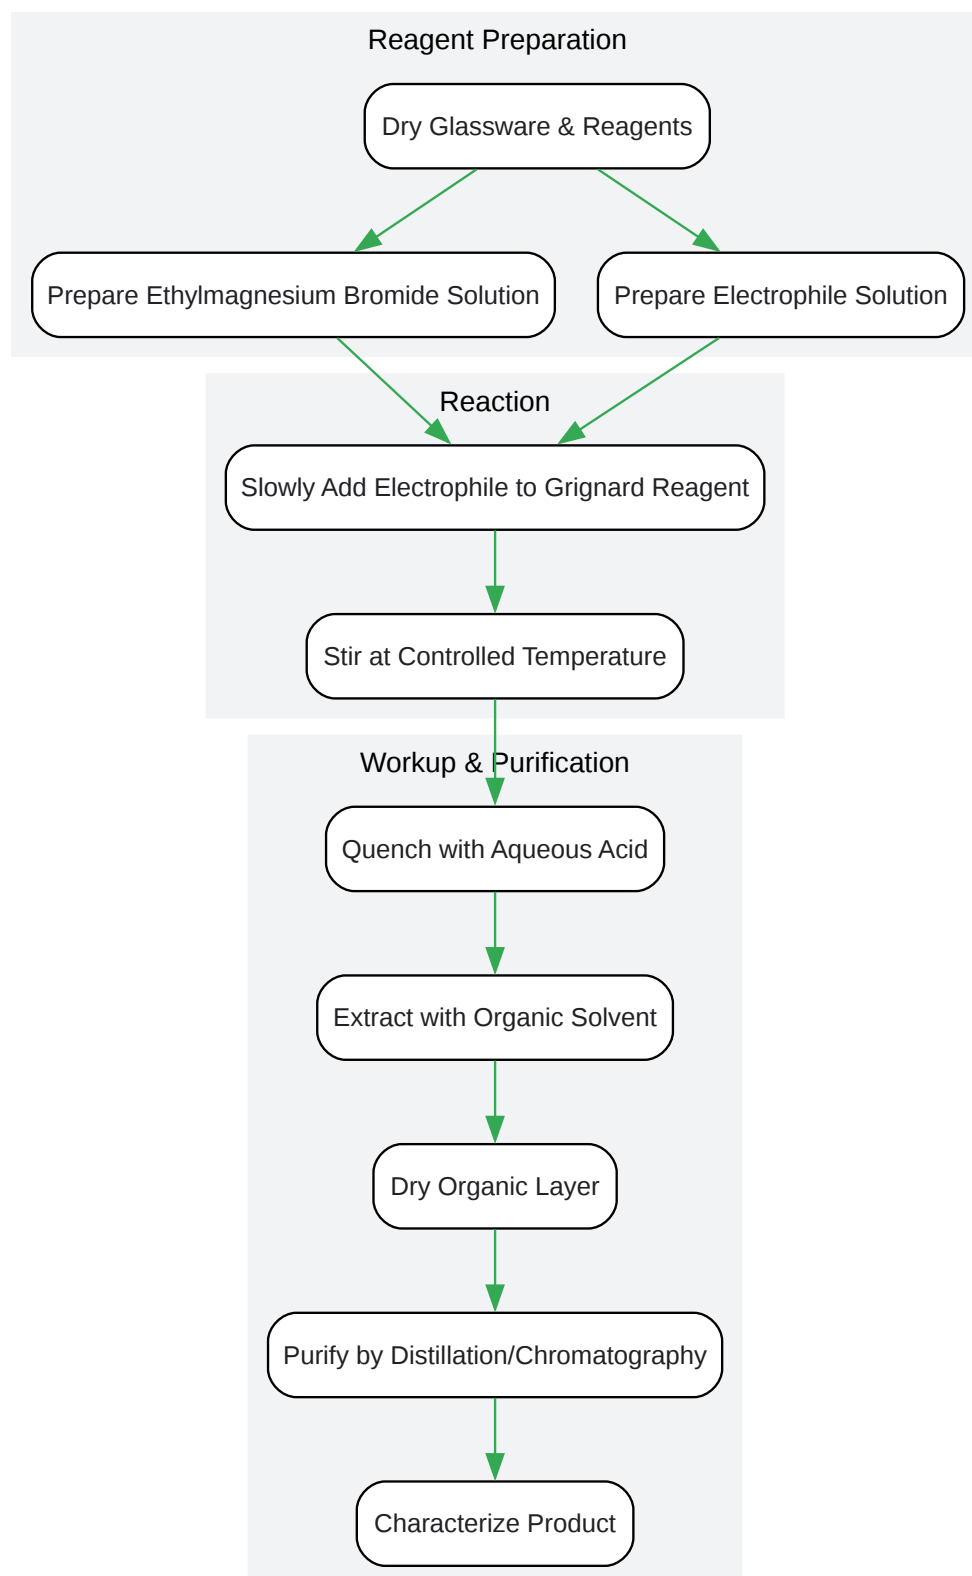 Reagent Preparation
Dry Glassware & Reagents
Prepare Ethylmagnesium Bromide Solution
Prepare Electrophile Solution
Reaction
Slowly Add Electrophile to Grignard Reagent
Stir at Controlled Temperature
Workup & Purification
Quench with Aqueous Acid
Extract with Organic Solvent
Dry Organic Layer
Purify by Distillation/Chromatography
Characterize Product